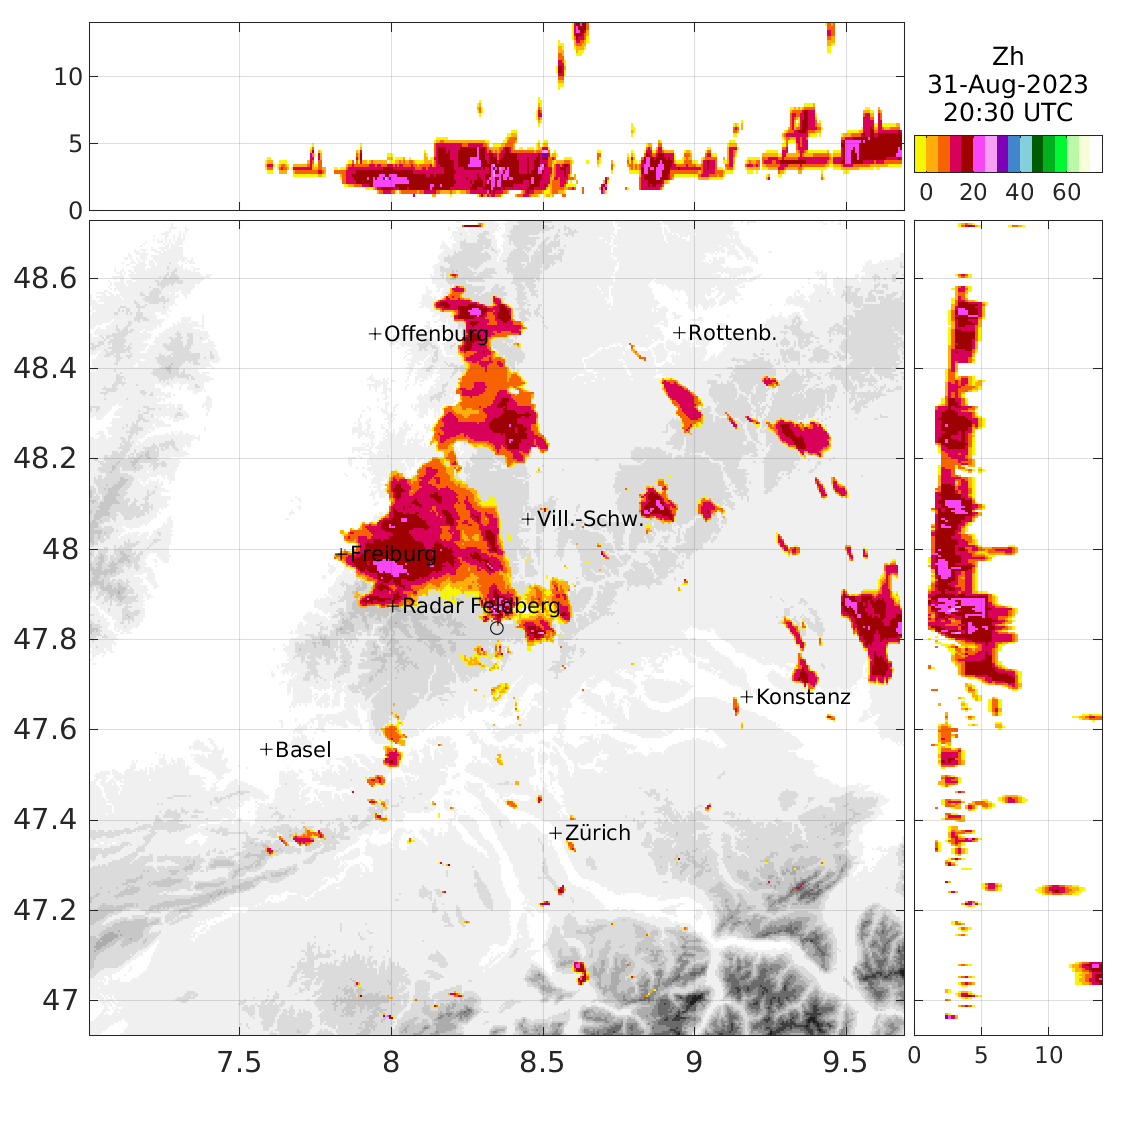 10
5
0
Zh
31-Aug-2023
20:30 UTC
0 20 40 60
48.6
48.4
48.2
48
47.8
47.6
47.4
47.2
47
+Offenburg
+Rottenb.
+Vill.-Schw.
+Freiburg
+Radar Feldberg
+Konstanz
+Basel
+Zürich
7.5 8 8.5 9 9.5
0 5 10